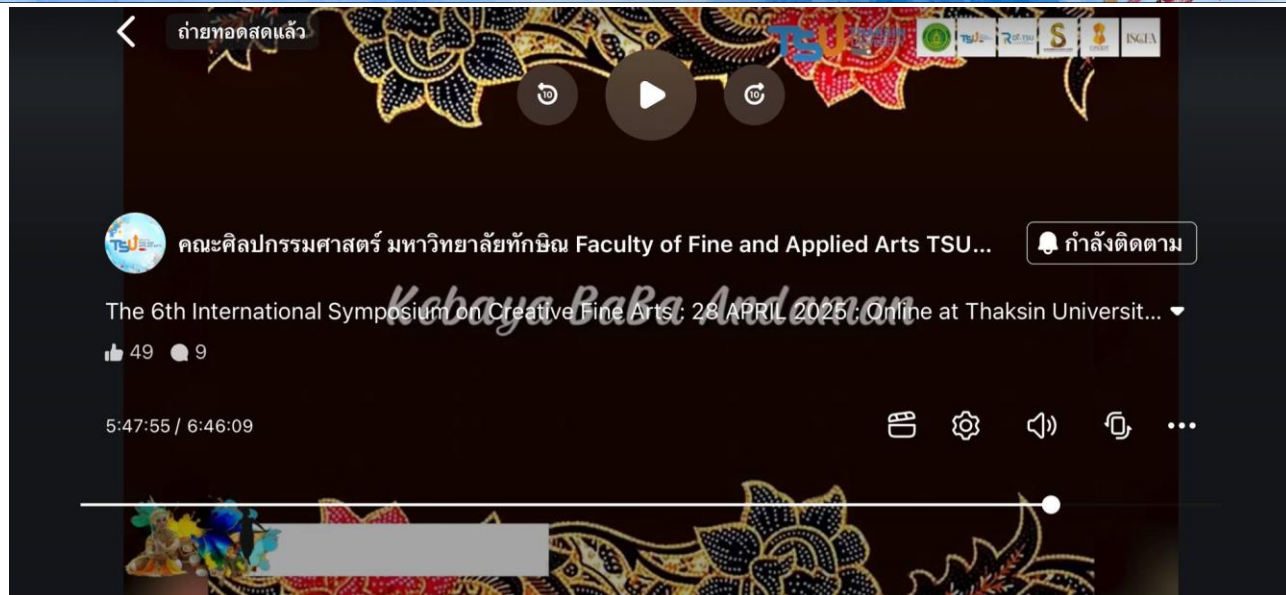 ถ่ายทอดสดแล้ว
TSU
TSU
S
ISCFA
10
10
TSU
คณะศิลปกรรมศาสตร์ มหาวิทยาลัยทักษิณ Faculty of Fine and Applied Arts TSU...
กำลังติดตาม
Kebaya BaBa Andaman
The 6th International Symposium on Creative Fine Arts : 28 APRIL 2025 : Online at Thaksin Universit...
49 9
5:47:55 / 6:46:09